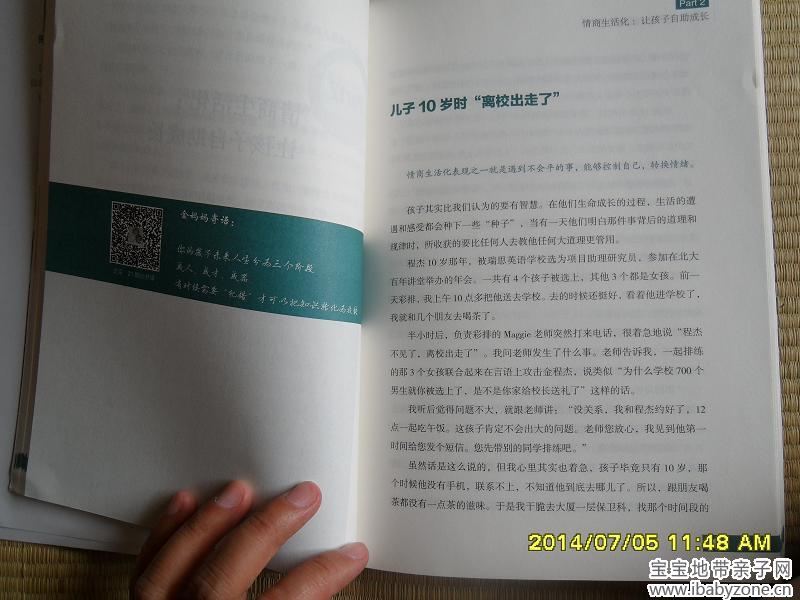 金妈妈寄语：
你的孩子未来人生分为三个阶段
成人、成才、成器
有时候需要“犯错”才可以把知识转化为
Part 2
情商生活化：让孩子自助成长
儿子 10 岁时“离校出走了”
情商生活化表现之一就是遇到不公平的事，能够控制自己，转换情绪。
孩子其实比我们认为的要有智慧。在他们生命成长的过程，生活的遭
遇和感受都会种下一些“种子”，当有一天他们明白那件事背后的道理和
规律时，所收获的要比任何人去教他任何大道理更管用。
程杰 10 岁那年，被瑞思英语学校选为项目助理研究员，参加在北大
百年讲堂举办的年会。一共有 4 个孩子被选上，其他 3 个都是女孩。前一
天彩排，我上午 10 点多把他送去学校。去的时候还挺好，看着他进学校了，
我就和几个朋友去喝茶了。
半小时后，负责彩排的 Maggie 老师突然打来电话，很着急地说“程杰
不见了，离校出走了”。我问老师发生了什么事。老师告诉我，一起排练
的那 3 个女孩联合起来在言语上攻击金程杰，说类似“为什么学校 700 个
男生就你被选上，是不是你家给校长送礼了”这样的话。
我听后觉得问题不大，就跟老师讲：“没关系，我和程杰约好了，12
点一起吃午饭。这孩子肯定不会出大的问题。老师您放心，我见到他第一
时间给您发个短信。您先带别的同学排练吧。”
虽然话是这么说的，但我心里其实也着急，孩子毕竟只有 10 岁，那
个时候他没有手机，联系不上，不知道他到底去哪儿了。所以，跟朋友喝
茶都没有一点茶的滋味。于是我干脆去大厦一层保卫科，找那个时间段的
2014/07/05 11:48 AM
宝宝地带亲子网
www.ibabyzone.cn